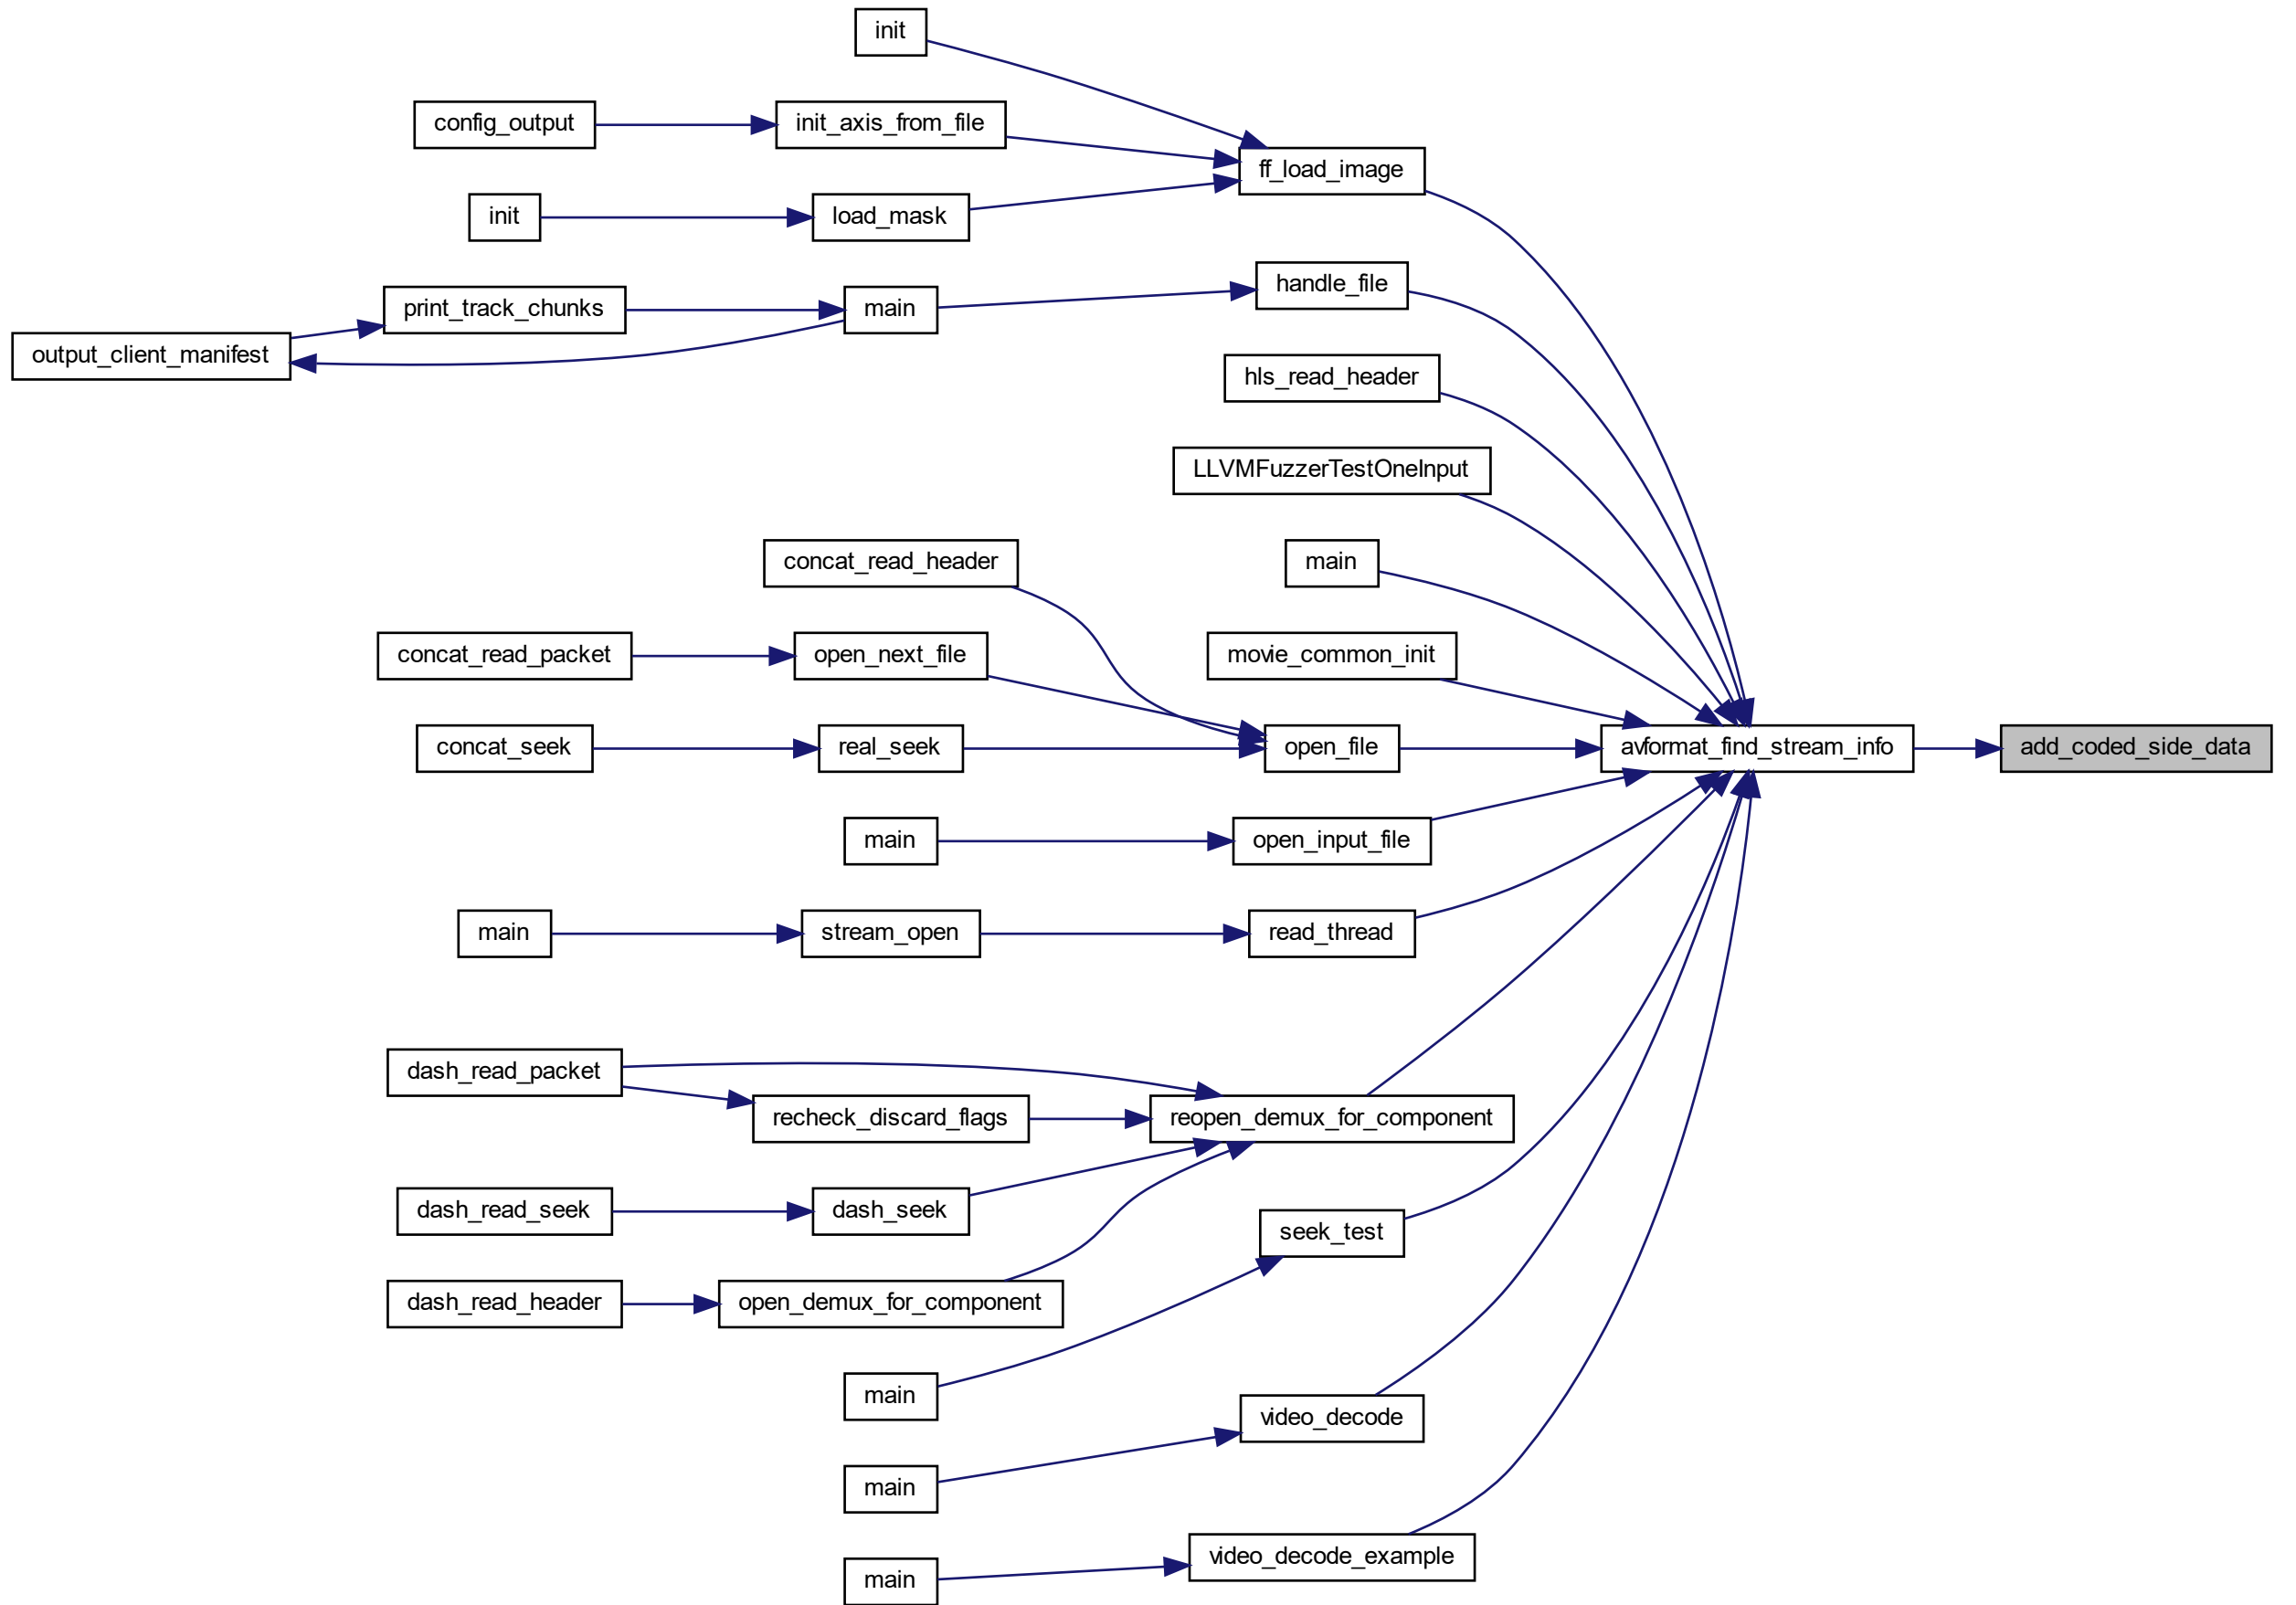 init
config_output
init_axis_from_file
ff_load_image
init
load_mask
handle_file
print_track_chunks
main
output_client_manifest
hls_read_header
LLVMFuzzerTestOneInput
concat_read_header
main
concat_read_packet
open_next_file
movie_common_init
concat_seek
real_seek
open_file
avformat_find_stream_info
add_coded_side_data
main
open_input_file
main
stream_open
read_thread
dash_read_packet
recheck_discard_flags
reopen_demux_for_component
dash_read_seek
dash_seek
seek_test
dash_read_header
open_demux_for_component
main
video_decode
main
video_decode_example
main